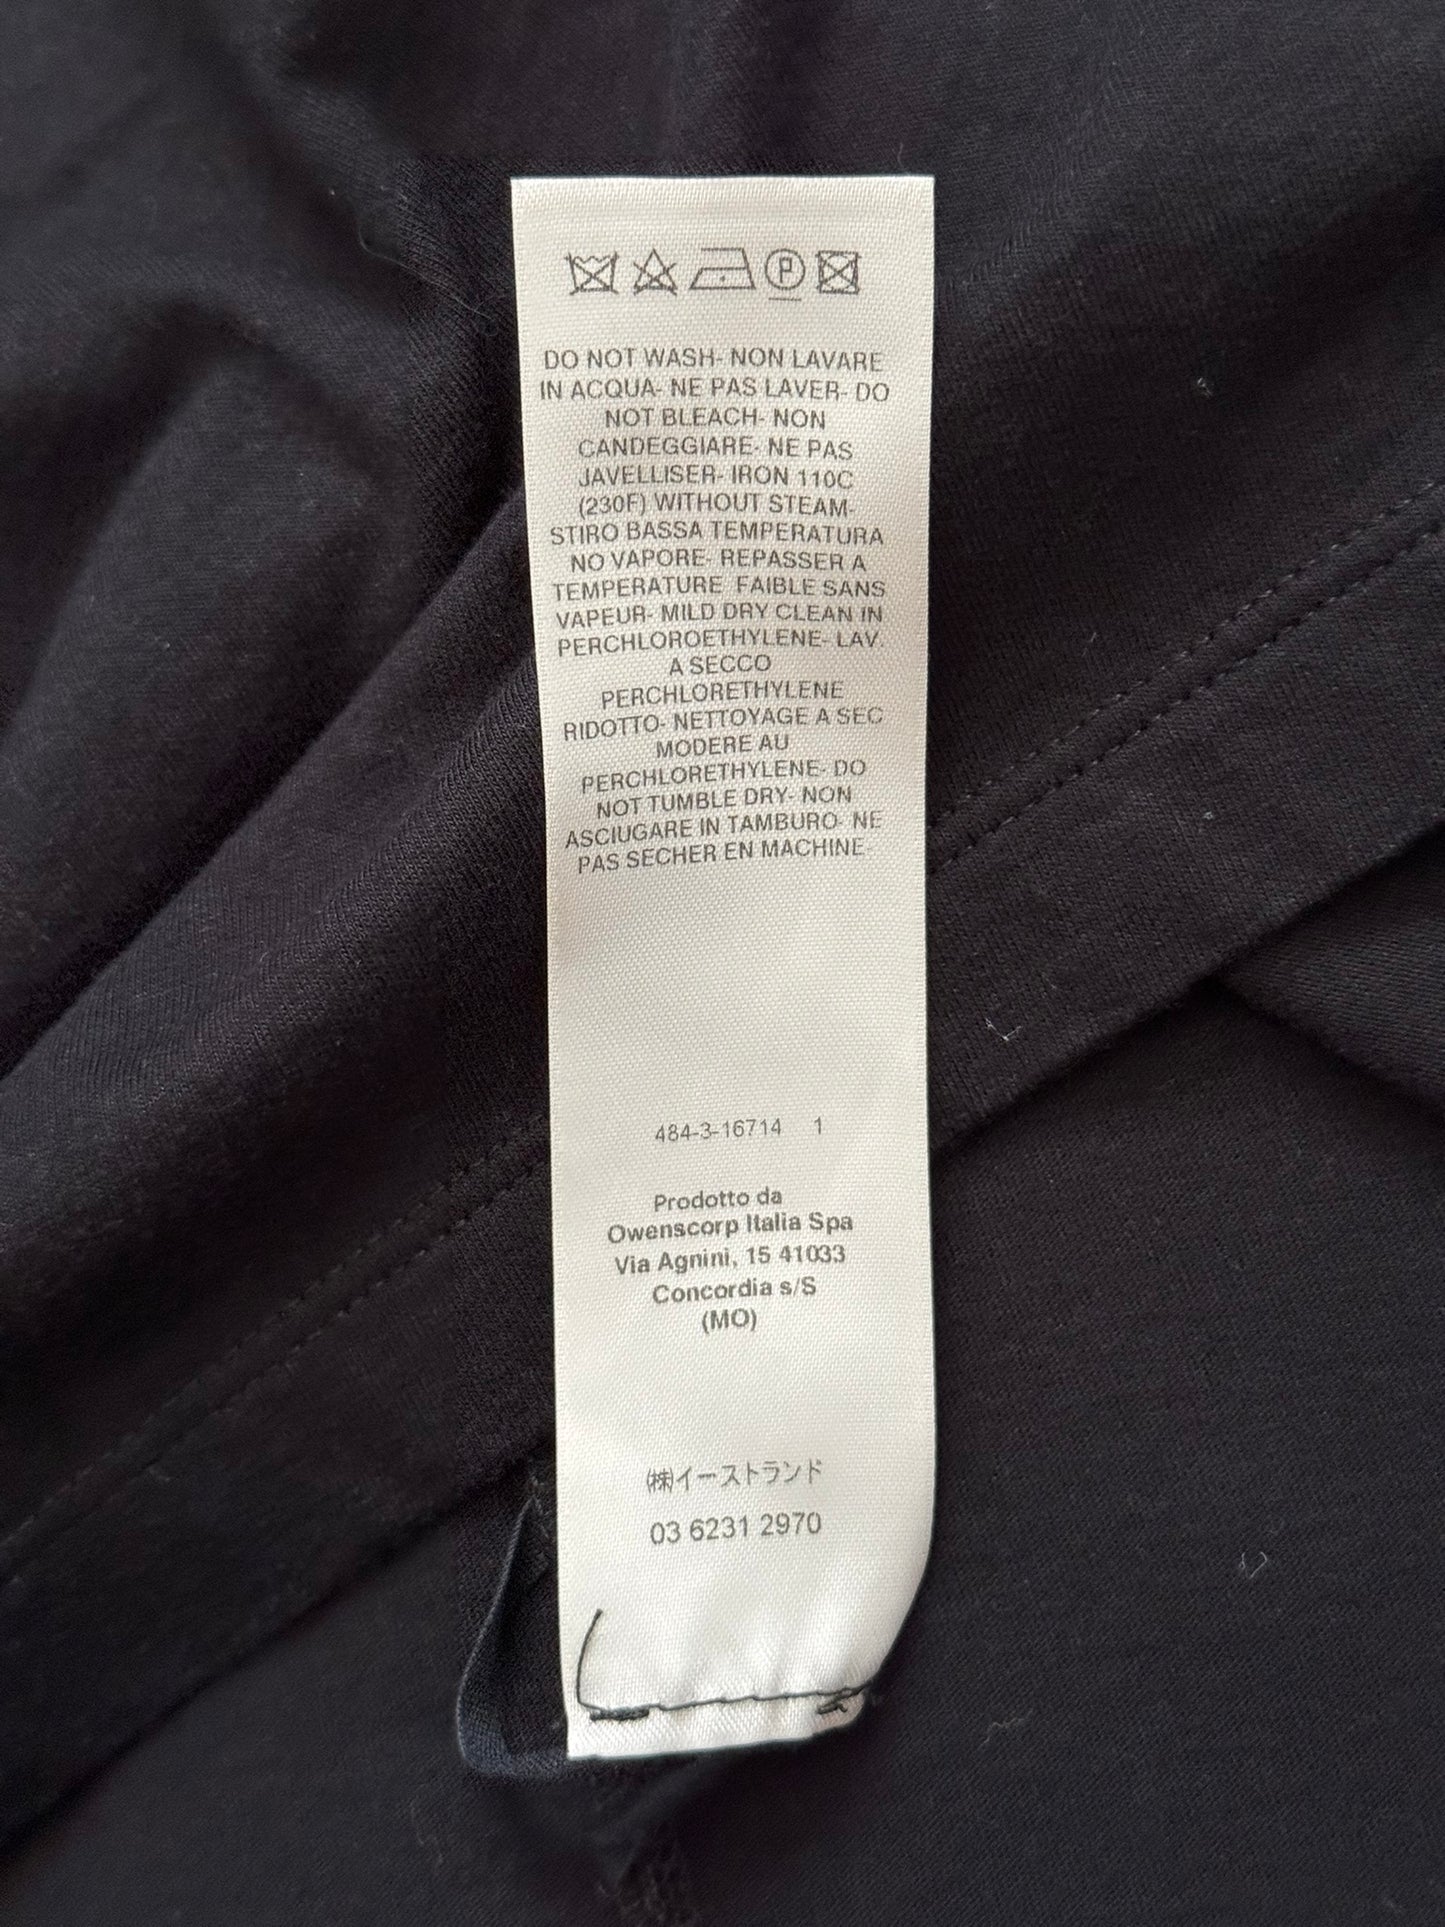 P
DO NOT WASH- NON LAVARE
IN ACQUA- NE PAS LAVER- DO
NOT BLEACH- NON
CANDEGGIARE- NE PAS
JAVELLISER- IRON 110C
(230F) WITHOUT STEAM-
STIRO BASSA TEMPERATURA
NO VAPORE- REPASSER A
TEMPERATURE FAIBLE SANS
VAPEUR- MILD DRY CLEAN IN
PERCHLOROETHYLENE- LAV.
A SECCO
PERCHLORETHYLENE
RIDOTTO- NETTOYAGE A SEC
MODERE AU
PERCHLORETHYLENE- DO
NOT TUMBLE DRY- NON
ASCIUGARE IN TAMBURO- NE
PAS SECHER EN MACHINE-
484-3-16714 1
Prodotto da
Owenscorp Italia Spa
Via Agnini, 15 41033
Concordia s/S
(MO)
㈱イーストランド
03 6231 2970